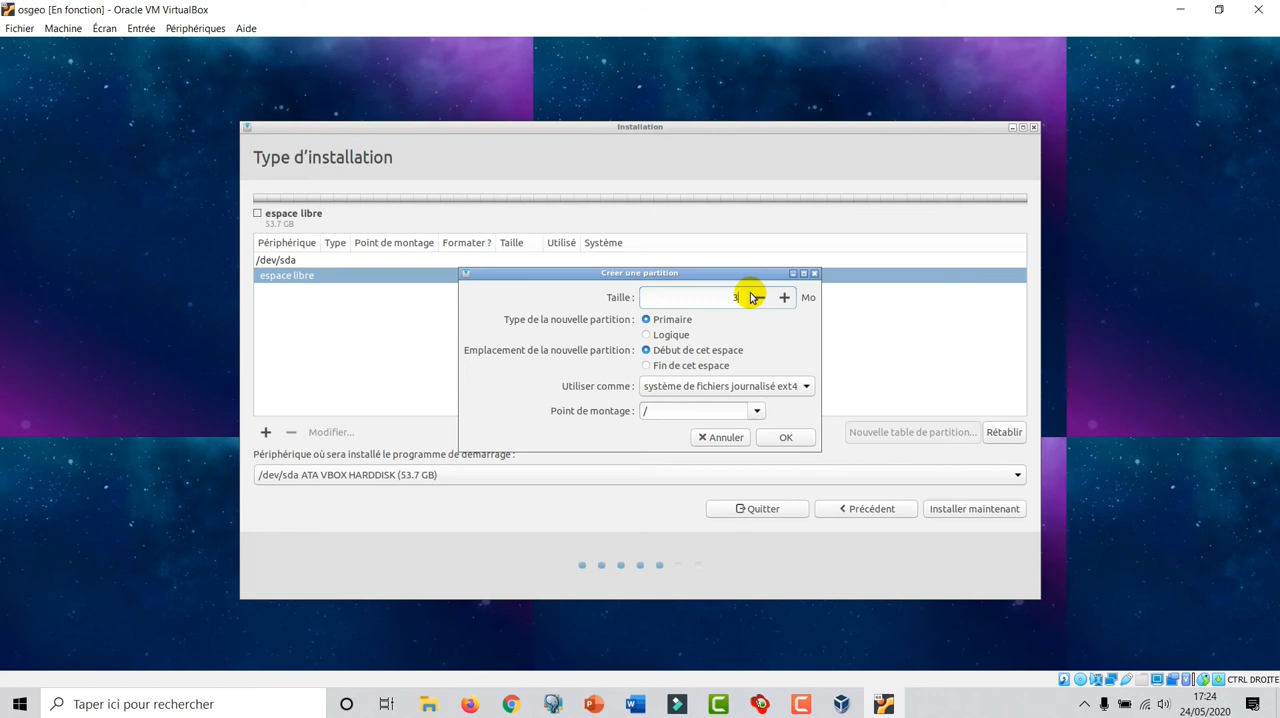 osgeo [En fonction] - Oracle VM VirtualBox
Fichier Machine Écran Entrée Périphériques Aide
Installation
Type d'installation
espace libre
53.7 GB
Périphérique Type Point de montage Formater ? Taille Utilisé Système
/dev/sda
espace libre
Créer une partition
Taille : 3 Mo
Type de la nouvelle partition : Primaire
Logique
Emplacement de la nouvelle partition : Début de cet espace
Fin de cet espace
Utiliser comme : système de fichiers journalisé ext4
Point de montage : /
Annuler OK
Modifier... Nouvelle table de partition... Rétablir
Périphérique où sera installé le programme de démarrage :
/dev/sda ATA VBOX HARDDISK (53.7 GB)
Quitter Précédent Installer maintenant
CTRL DROITE
Taper ici pour rechercher
17:24
24/05/2020